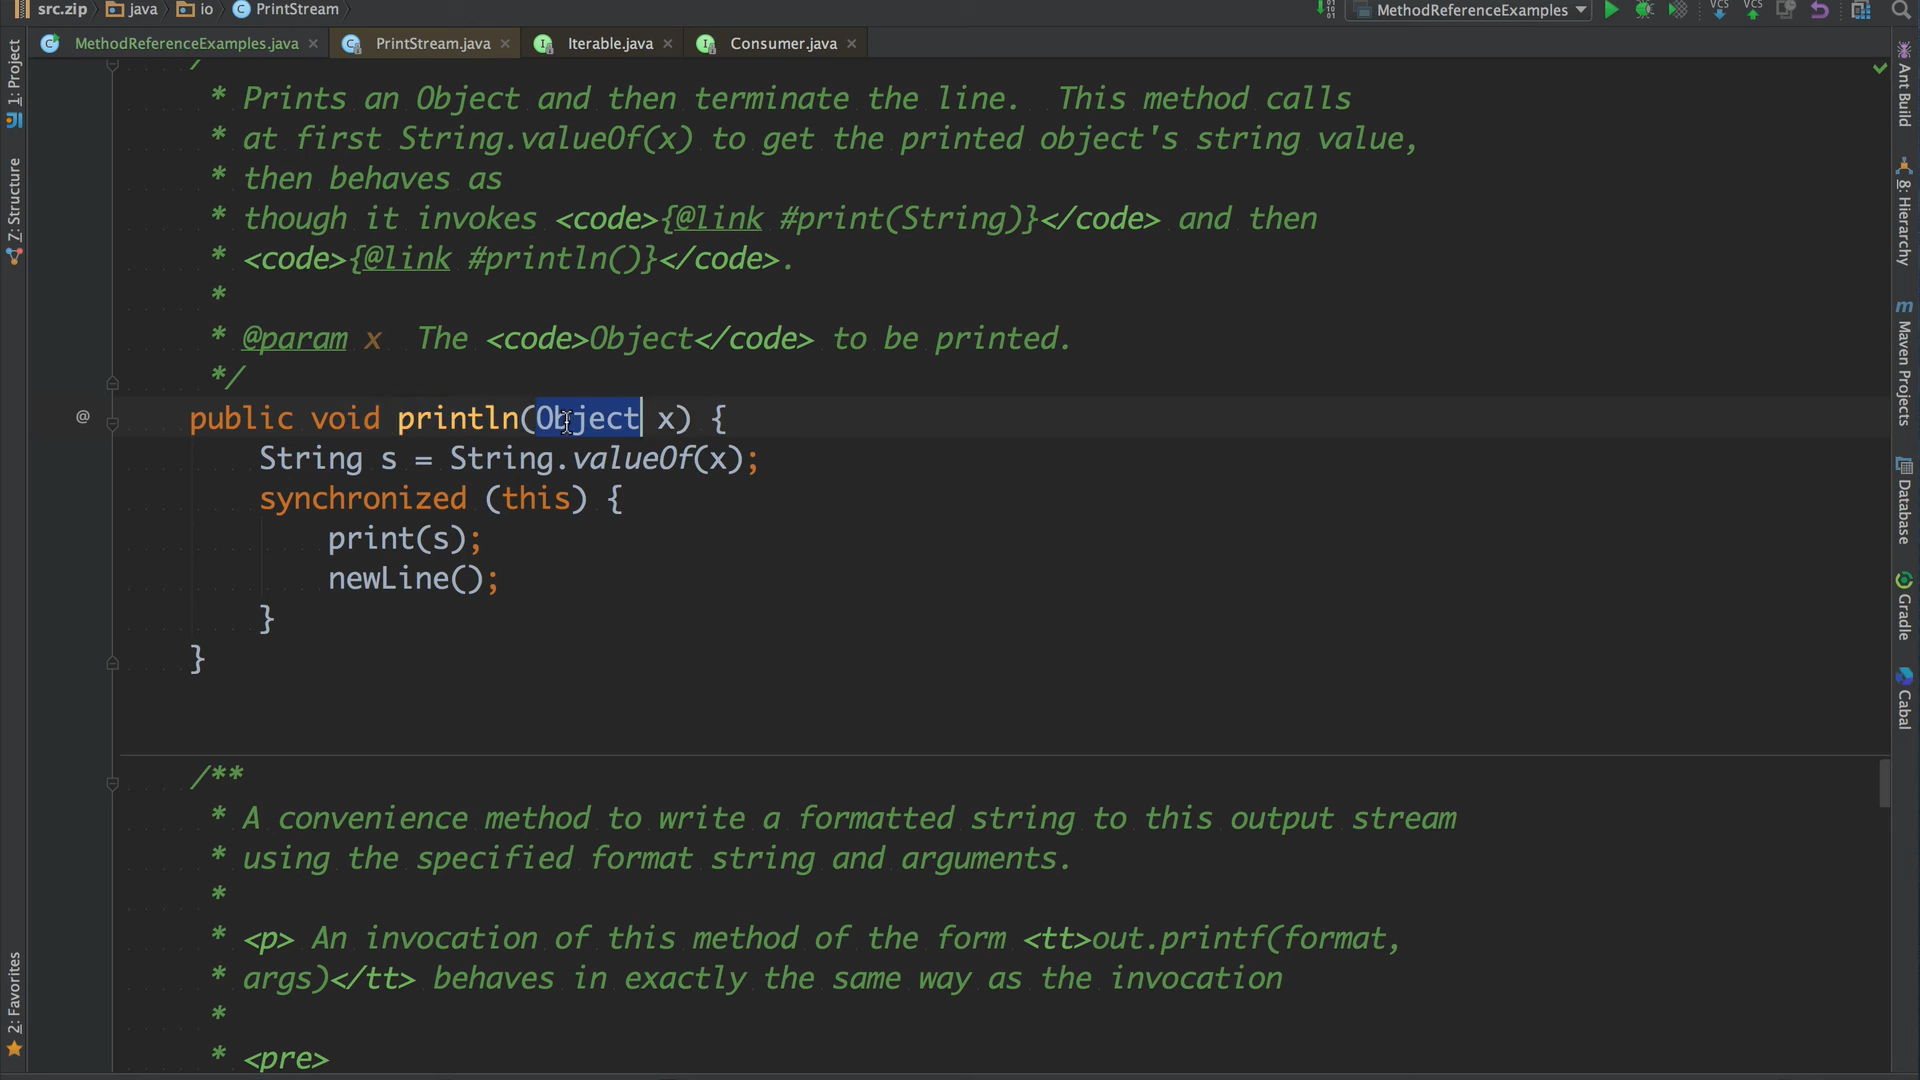 src.zip java io PrintStream
MethodReferenceExamples
MethodReferenceExamples.java PrintStream.java Iterable.java Consumer.java
* Prints an Object and then terminate the line.  This method calls
* at first String.valueOf(x) to get the printed object's string value,
* then behaves as
* though it invokes <code>{@link #print(String)}</code> and then
* <code>{@link #println()}</code>.
*
* @param x  The <code>Object</code> to be printed.
*/
@
public void println(Object x) {
String s = String.valueOf(x);
synchronized (this) {
print(s);
newLine();
}
}
/**
* A convenience method to write a formatted string to this output stream
* using the specified format string and arguments.
*
* <p> An invocation of this method of the form <tt>out.printf(format,
* args)</tt> behaves in exactly the same way as the invocation
*
* <pre>
1: Project
7: Structure
2: Favorites
VCS
VCS
Ant Build
8: Hierarchy
m Maven Projects
Database
Gradle
Cabal